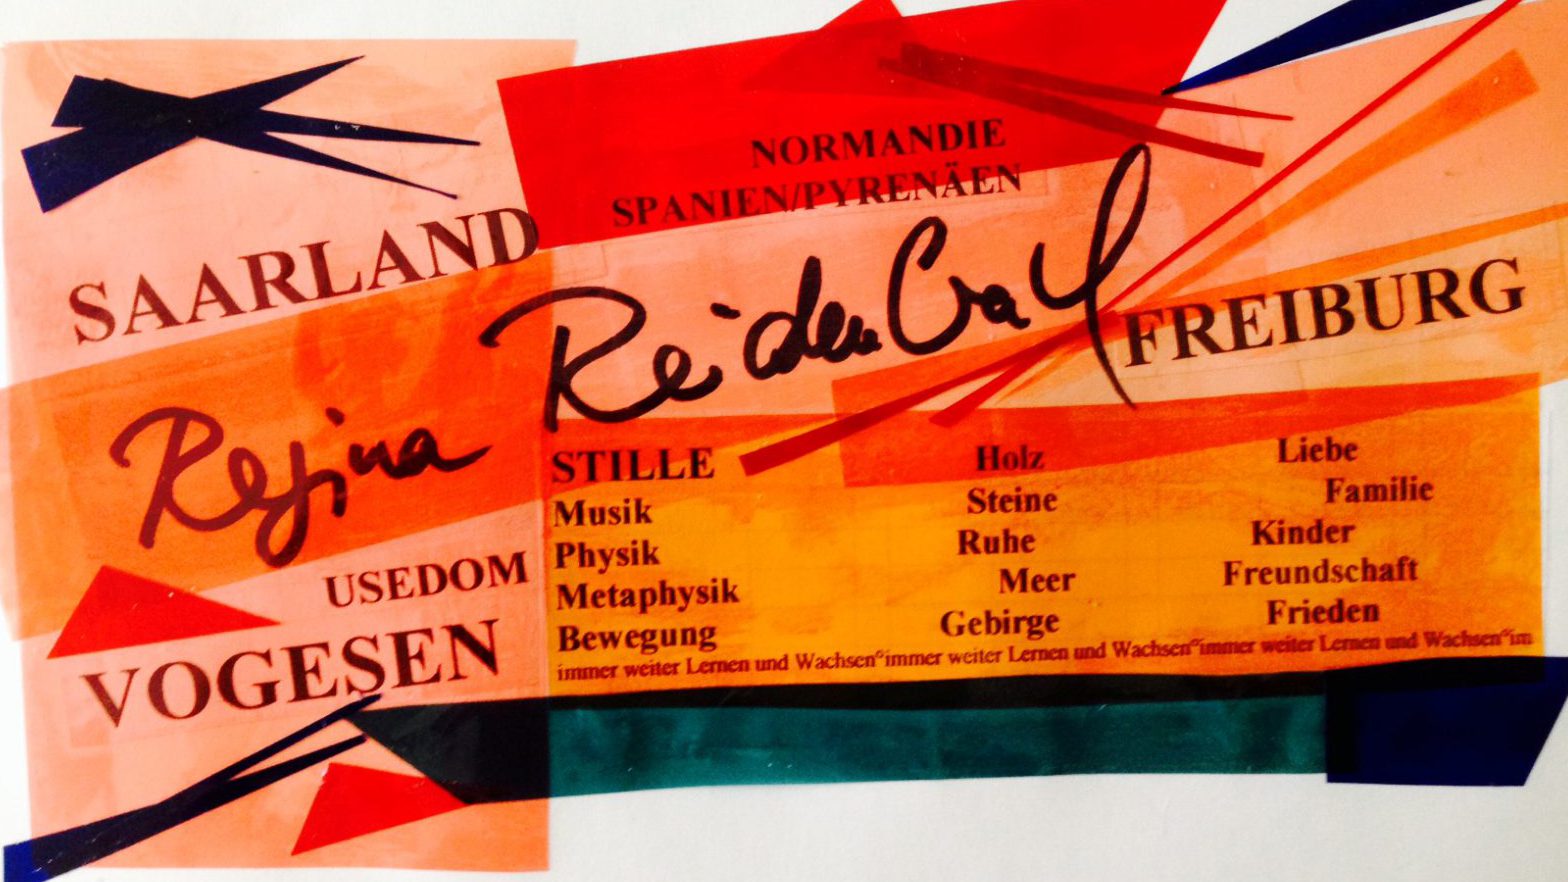 NORMANDIE
SPANIEN/PYRENÄEN
SAARLAND
FREIBURG
Regina
USEDOM
VOGESEN
STILLE
Musik
Physik
Metaphysik
Bewegung
Holz
Steine
Ruhe
Meer
Gebirge
Liebe
Familie
Kinder
Freundschaft
Frieden
immer weiter Lernen und Wachsen°immer weiter Lernen und Wachsen°immer weiter Lernen und Wachsen°im